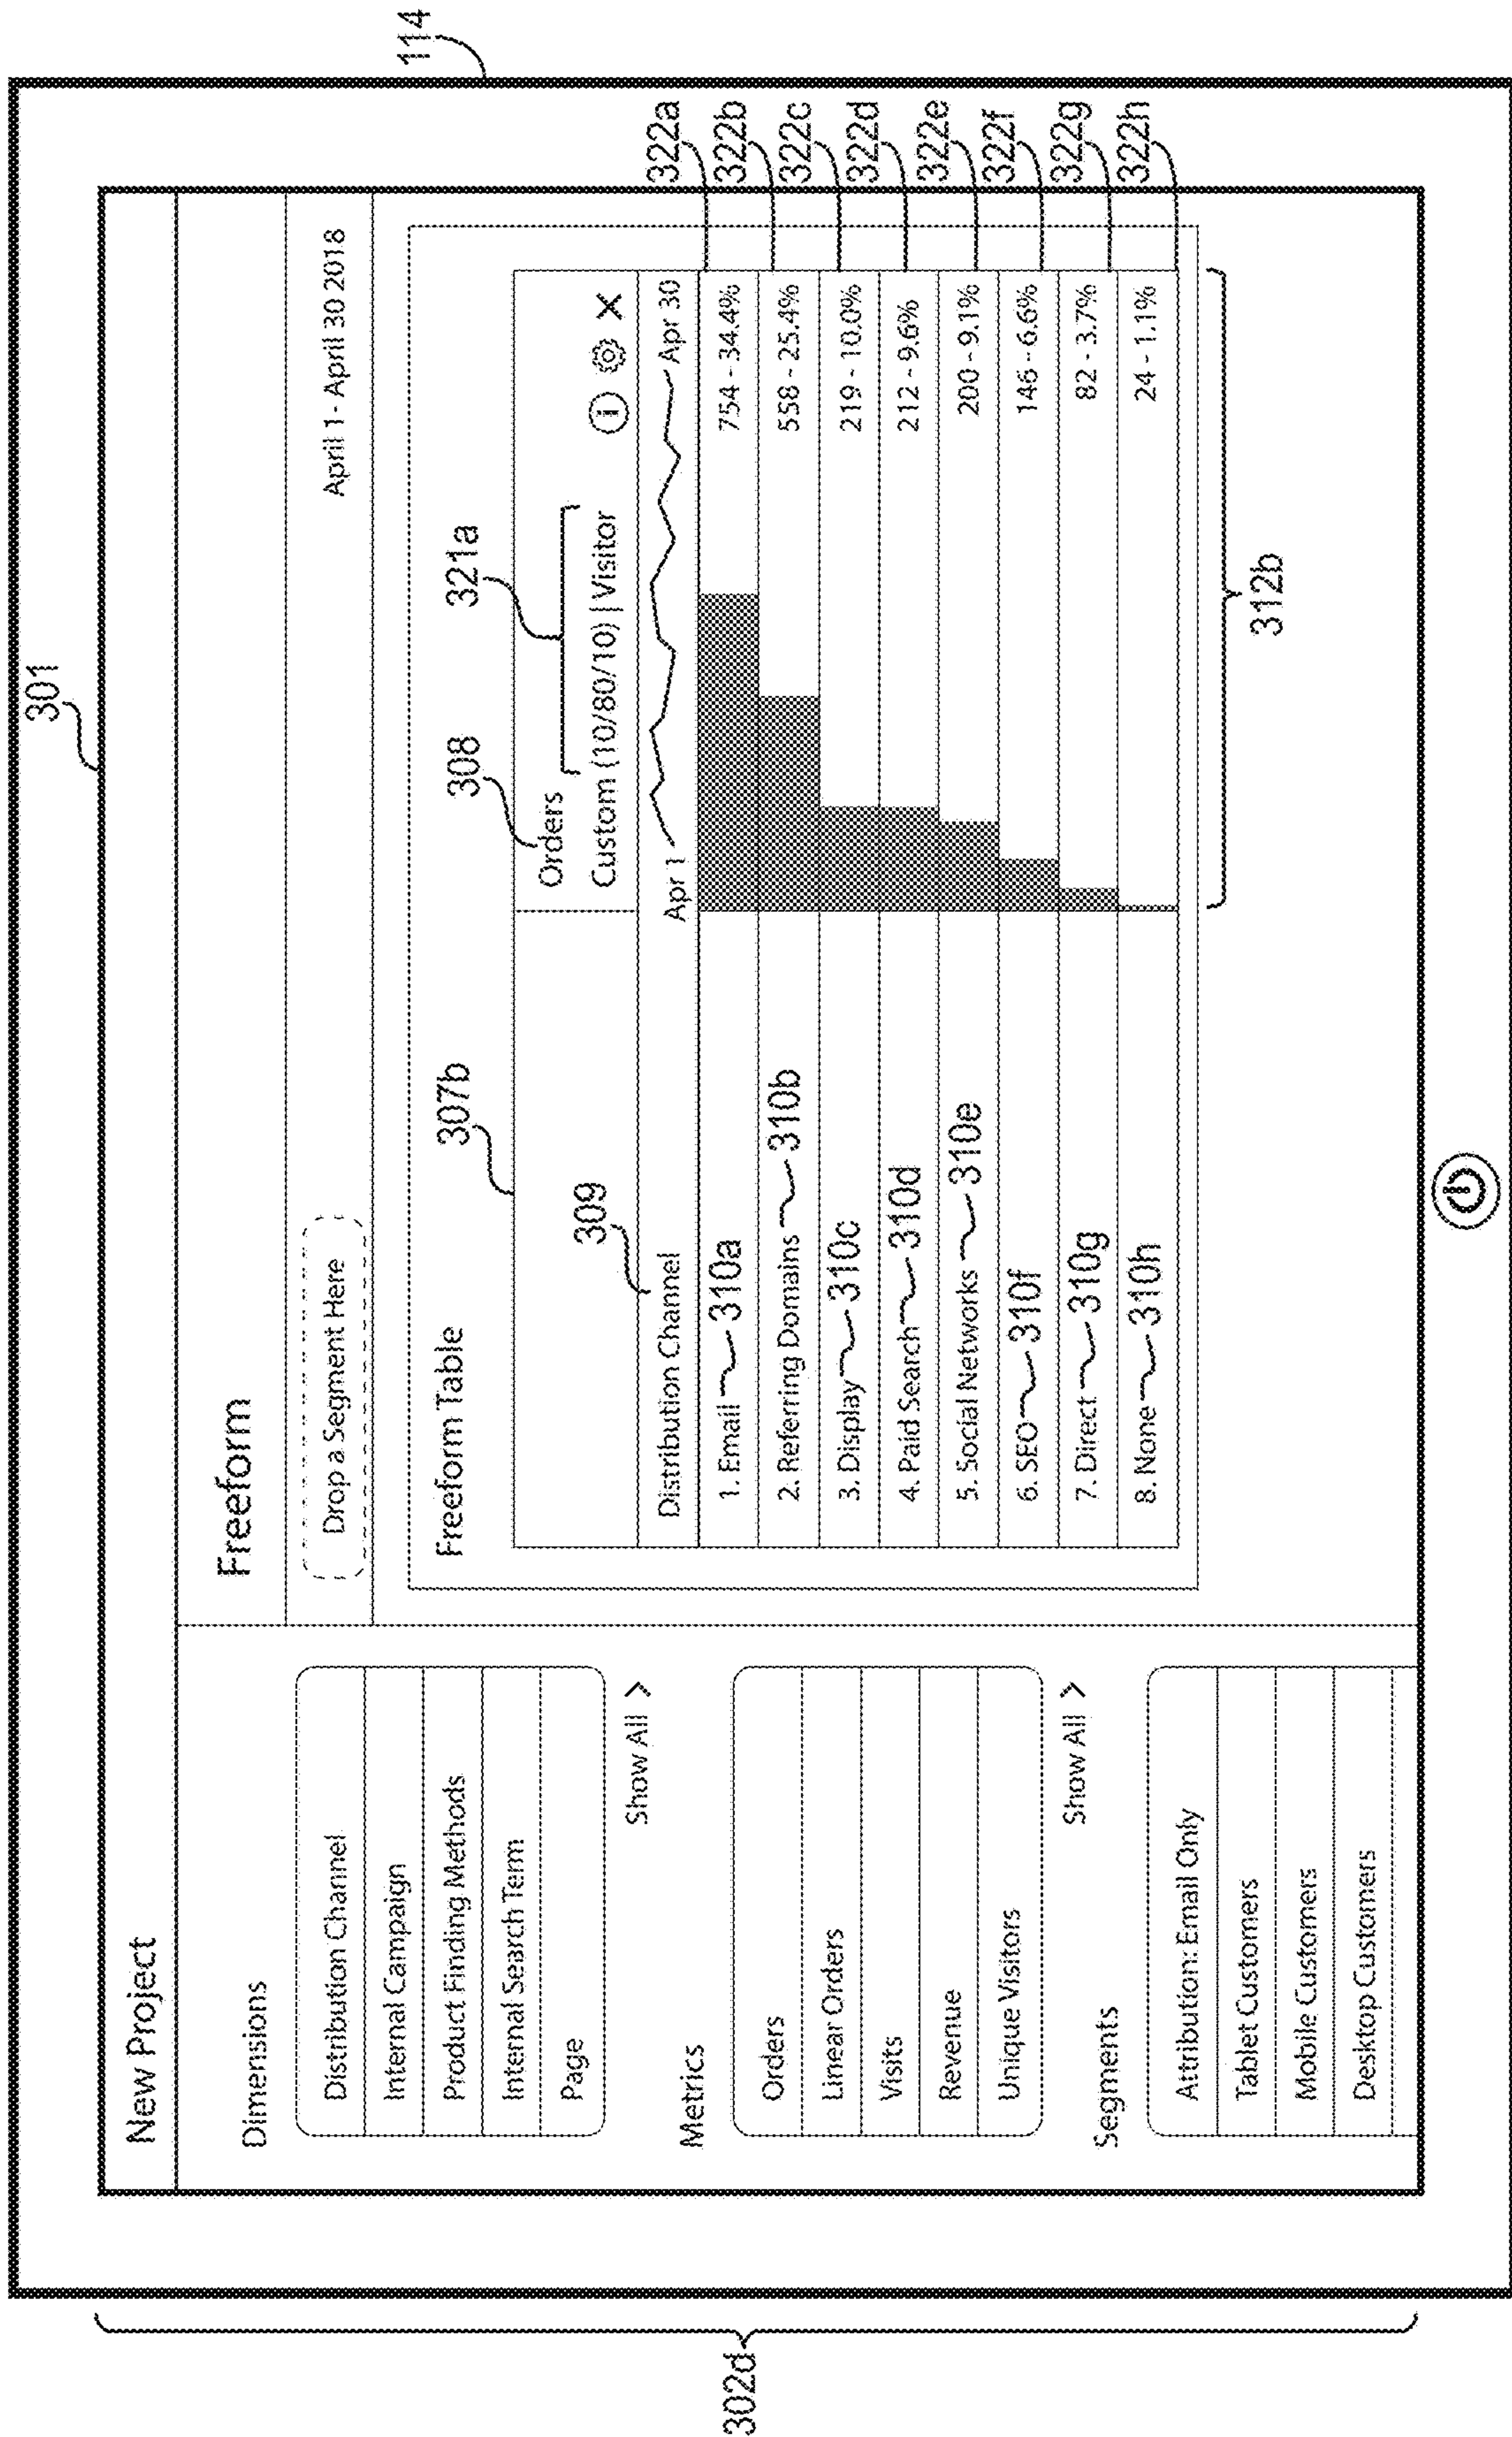 114
301
302d
New Project
Dimensions
Distribution Channel
Internal Campaign
Product Finding Methods
Internal Search Term
Page
Show All >
Metrics
Orders
Linear Orders
Visits
Revenue
Unique Visitors
Show All >
Segments
Attribution: Email Only
Tablet Customers
Mobile Customers
Desktop Customers
Freeform
Drop a Segment Here
April 1 - April 30 2018
Freeform Table
307b
308
321a
309
Orders
Custom (10/80/10) | Visitor
i X
Distribution Channel
Apr 1 Apr 30
1. Email 310a 754 - 34.4% 322a
2. Referring Domains 310b 558 - 25.4% 322b
3. Display 310c 219 - 10.0% 322c
4. Paid Search 310d 212 - 9.6% 322d
5. Social Networks 310e 200 - 9.1% 322e
6. SEO 310f 146 - 6.6% 322f
7. Direct 310g 82 - 3.7% 322g
8. None 310h 24 - 1.1% 322h
312b